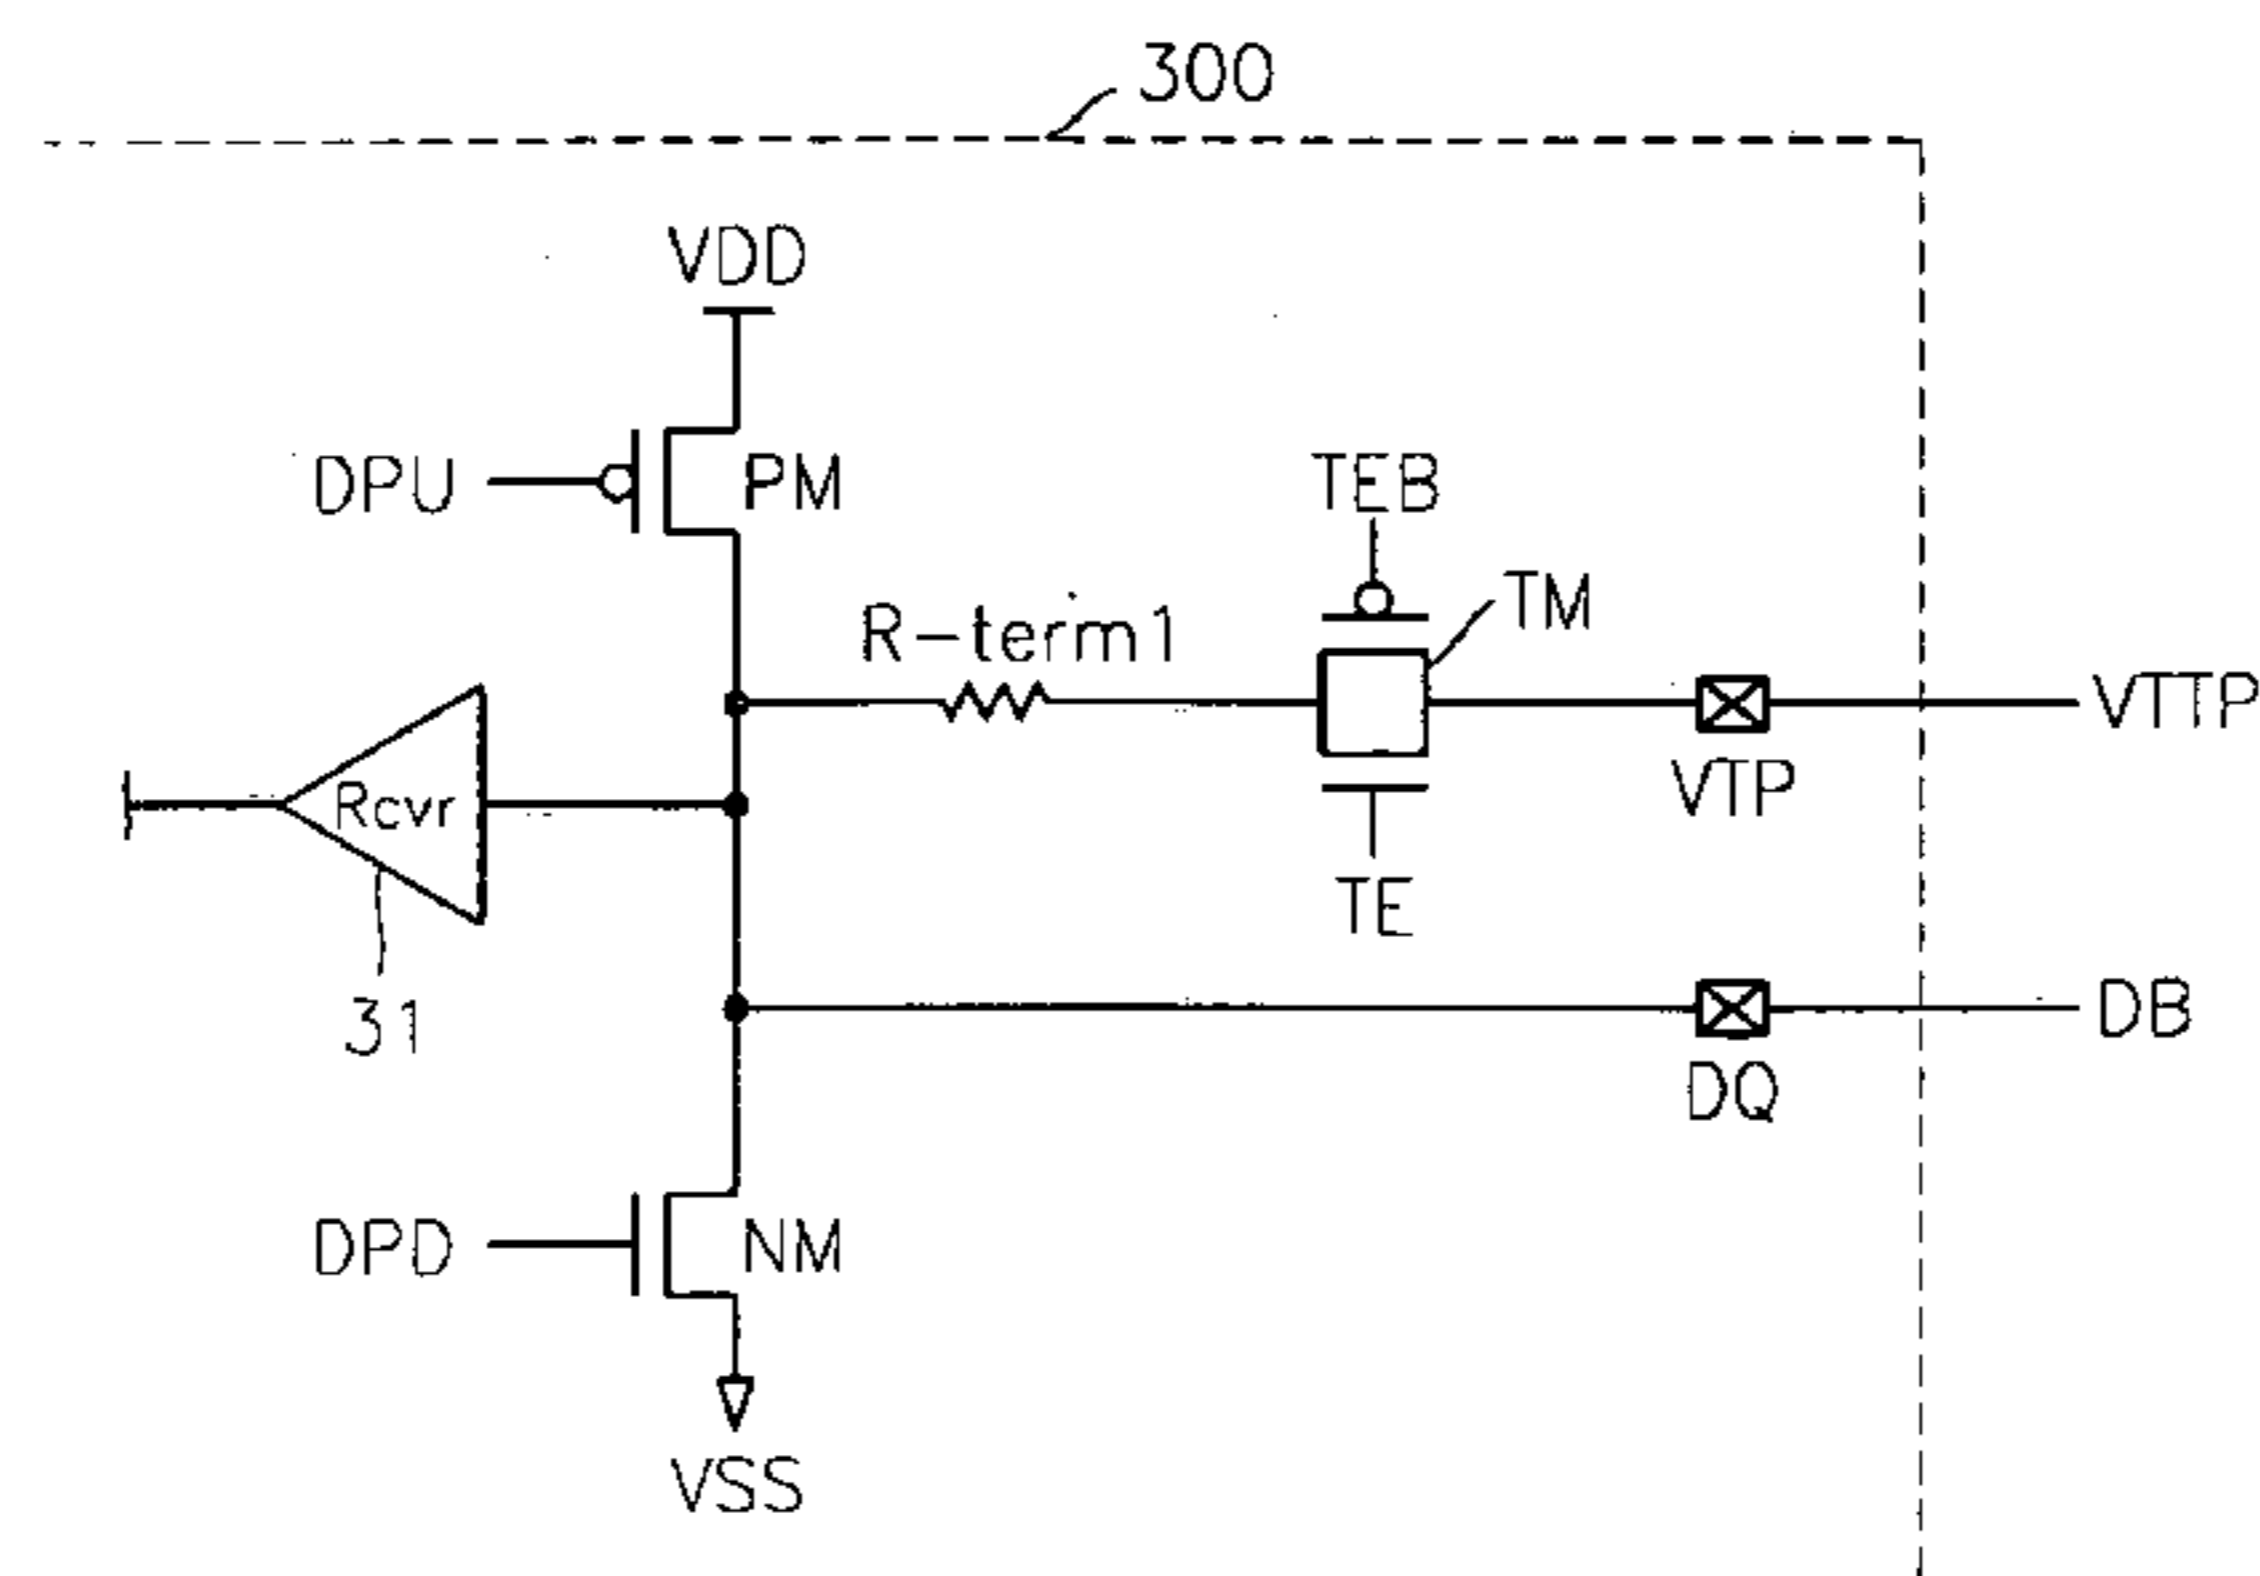 300
VDD
DPU
PM
TEB
TM
R-term1
VTTP
VTP
Rcvr
TE
31
DB
DQ
DPD
NM
VSS